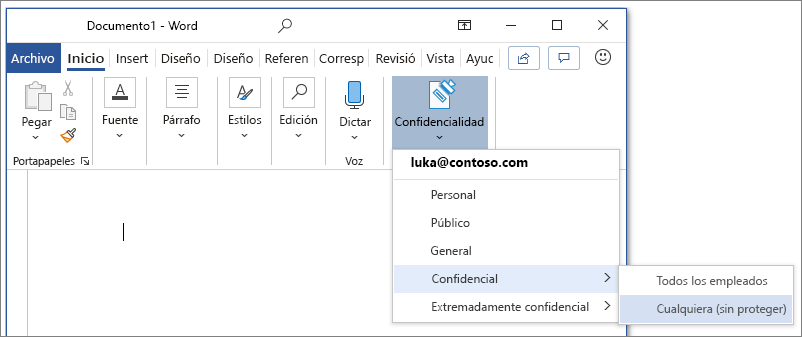 Documento1 - Word
Archivo Inicio Insert Diseño Diseño Referen Corresp Revisió Vista Ayuc
Pegar Fuente Párrafo Estilos Edición Dictar Confidencialidad
Portapapeles Voz
luka@contoso.com
Personal
Público
General
Confidencial
Todos los empleados
Extremadamente confidencial
Cualquiera (sin proteger)